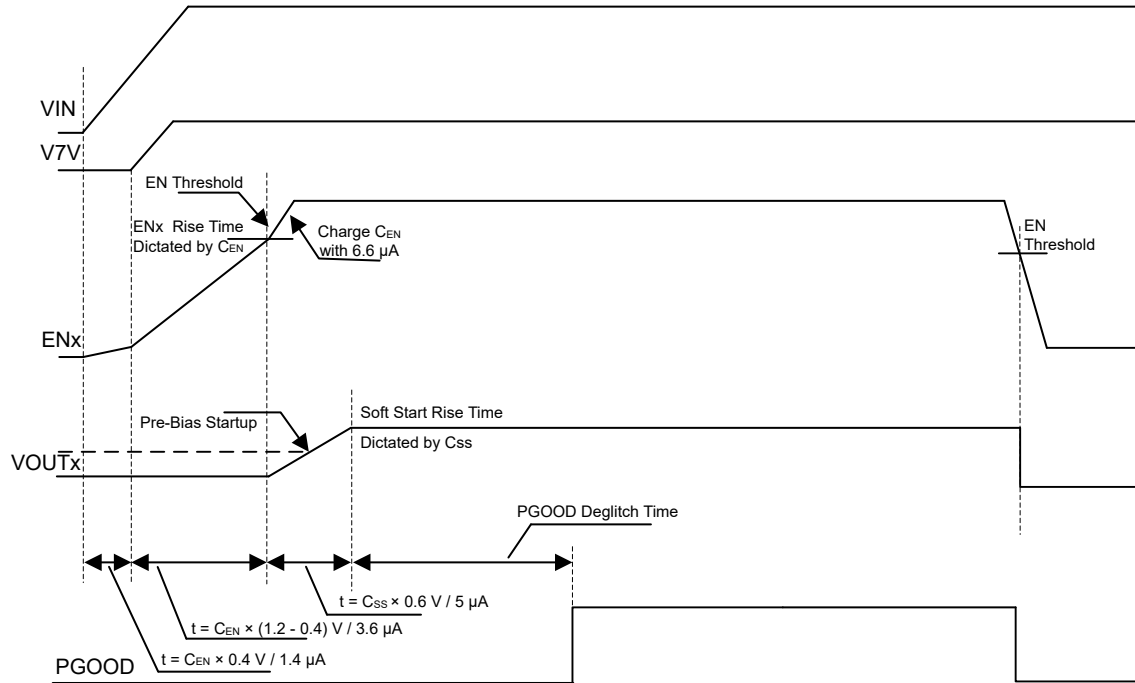 VIN
V7V
EN Threshold
ENx Rise Time
Dictated by CEN
Charge CEN
with 6.6 µA
EN
Threshold
ENx
Pre-Bias Startup
Soft Start Rise Time
Dictated by Css
VOUTx
PGOOD Deglitch Time
t = CSS × 0.6 V / 5 µA
t = CEN × (1.2 - 0.4) V / 3.6 µA
t = CEN × 0.4 V / 1.4 µA
PGOOD